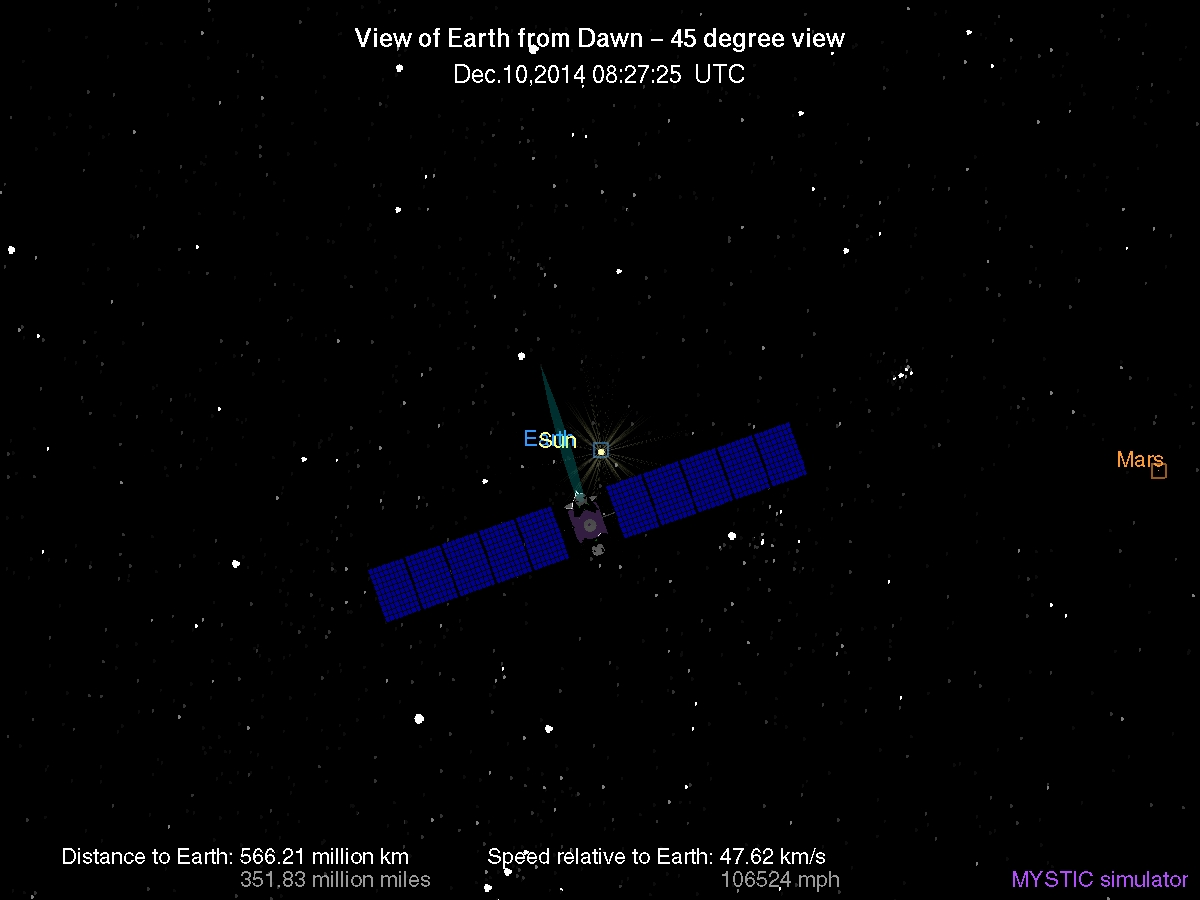 View of Earth from Dawn – 45 degree view
Dec.10,2014 08:27:25 UTC
Earth
Sun
Mars
Distance to Earth: 566.21 million km
351.83 million miles
Speed relative to Earth: 47.62 km/s
106524 mph
MYSTIC simulator